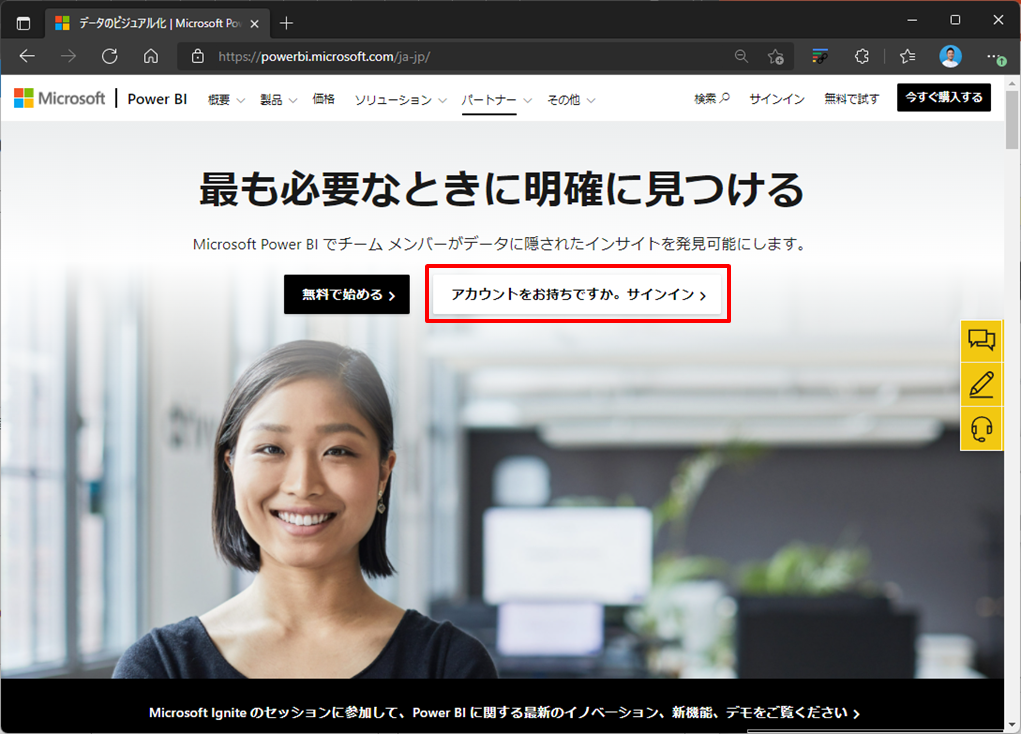 データのビジュアル化 | Microsoft Pow
https://powerbi.microsoft.com/ja-jp/
Microsoft Power BI 概要 製品 価格 ソリューション パートナー その他 検索 サインイン 無料で試す 今すぐ購入する
最も必要なときに明確に見つける
Microsoft Power BI でチーム メンバーがデータに隠されたインサイトを発見可能にします。
無料で始める アカウントをお持ちですか。サインイン
Microsoft Ignite のセッションに参加して、Power BI に関する最新のイノベーション、新機能、デモをご覧ください